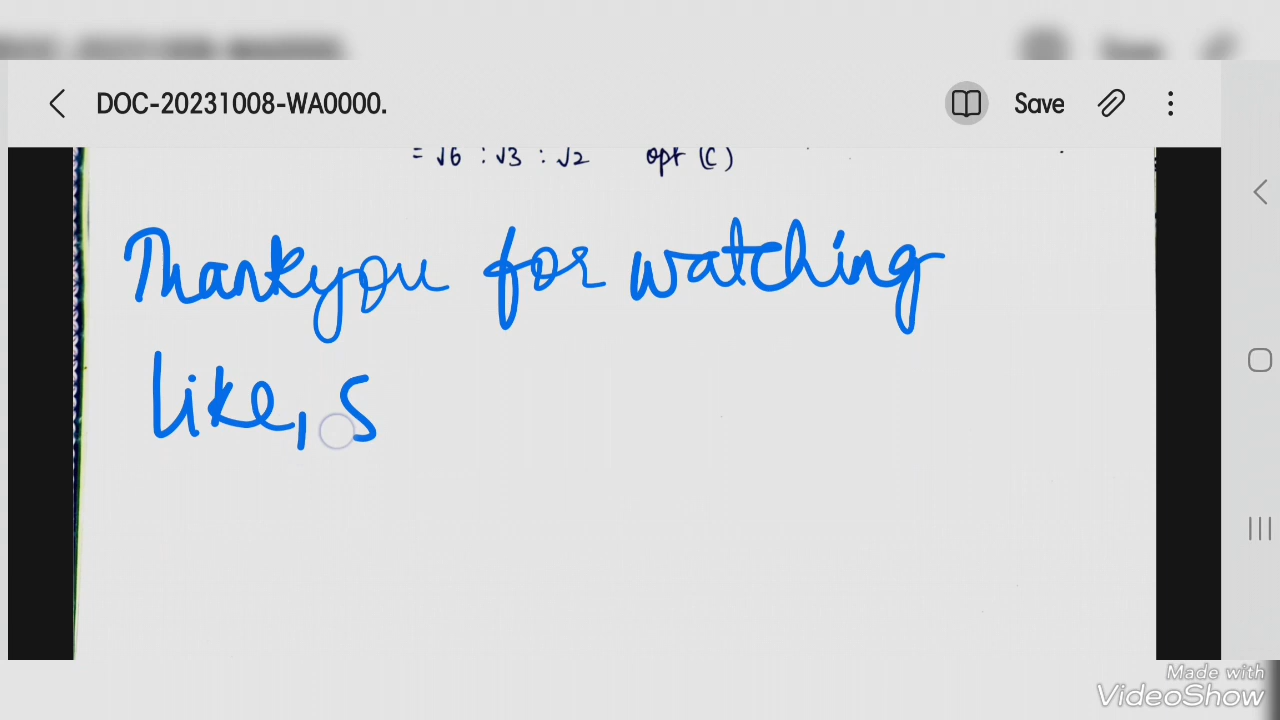 DOC-20231008-WA0000.
Save
= √6 : √3 : √2 opt (C)
Thankyou for watching
like, S
Made with
VideoShow